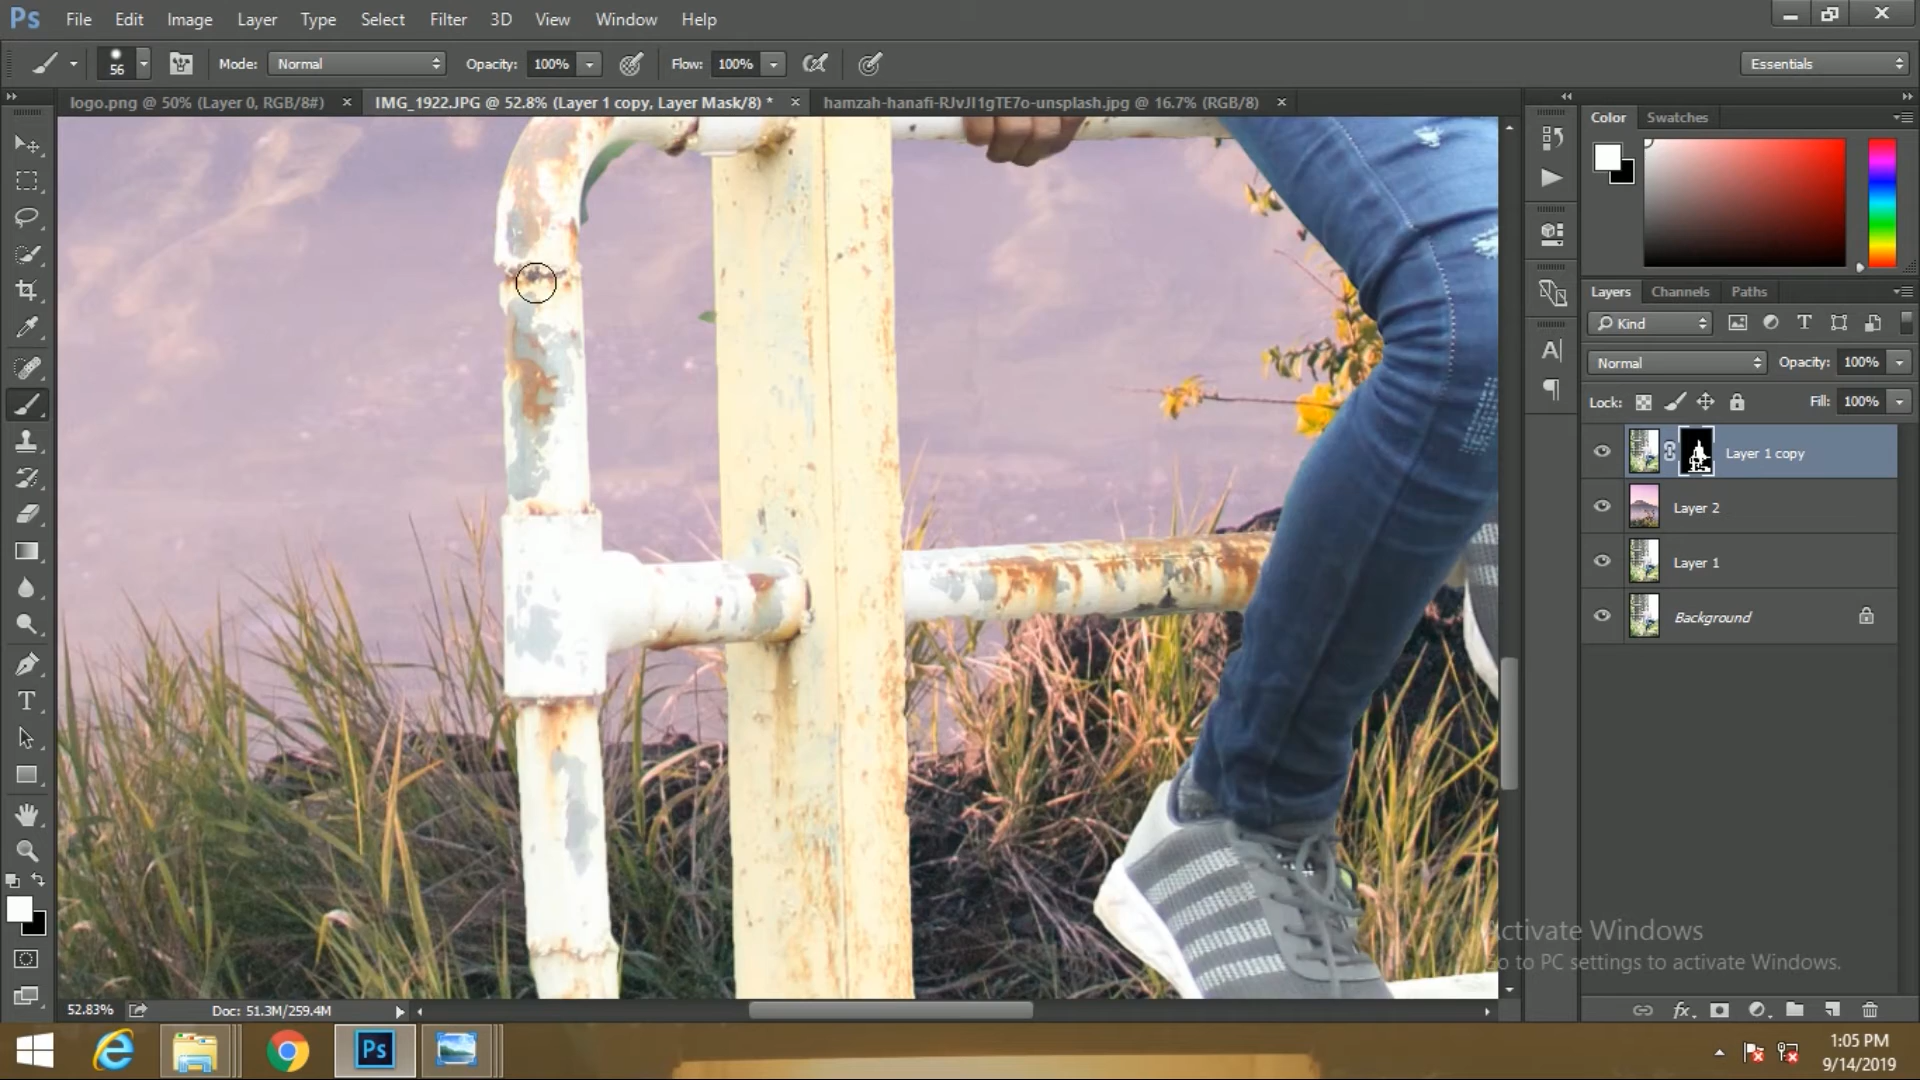 Ps File Edit Image Layer Type Select Filter 3D View Window Help
56 Mode: Normal Opacity: 100% Flow: 100% Essentials
logo.png @ 50% (Layer 0, RGB/8#) × IMG_1922.JPG @ 52.8% (Layer 1 copy, Layer Mask/8) * × hamzah-hanafi-RJvJI1gTE7o-unsplash.jpg @ 16.7% (RGB/8) ×
Color Swatches
Layers Channels Paths
Kind
Normal Opacity: 100%
Lock: Fill: 100%
Layer 1 copy
Layer 2
Layer 1
Background
Activate Windows
Go to PC settings to activate Windows.
52.83% Doc: 51.3M/259.4M
Ps
1:05 PM
9/14/2019